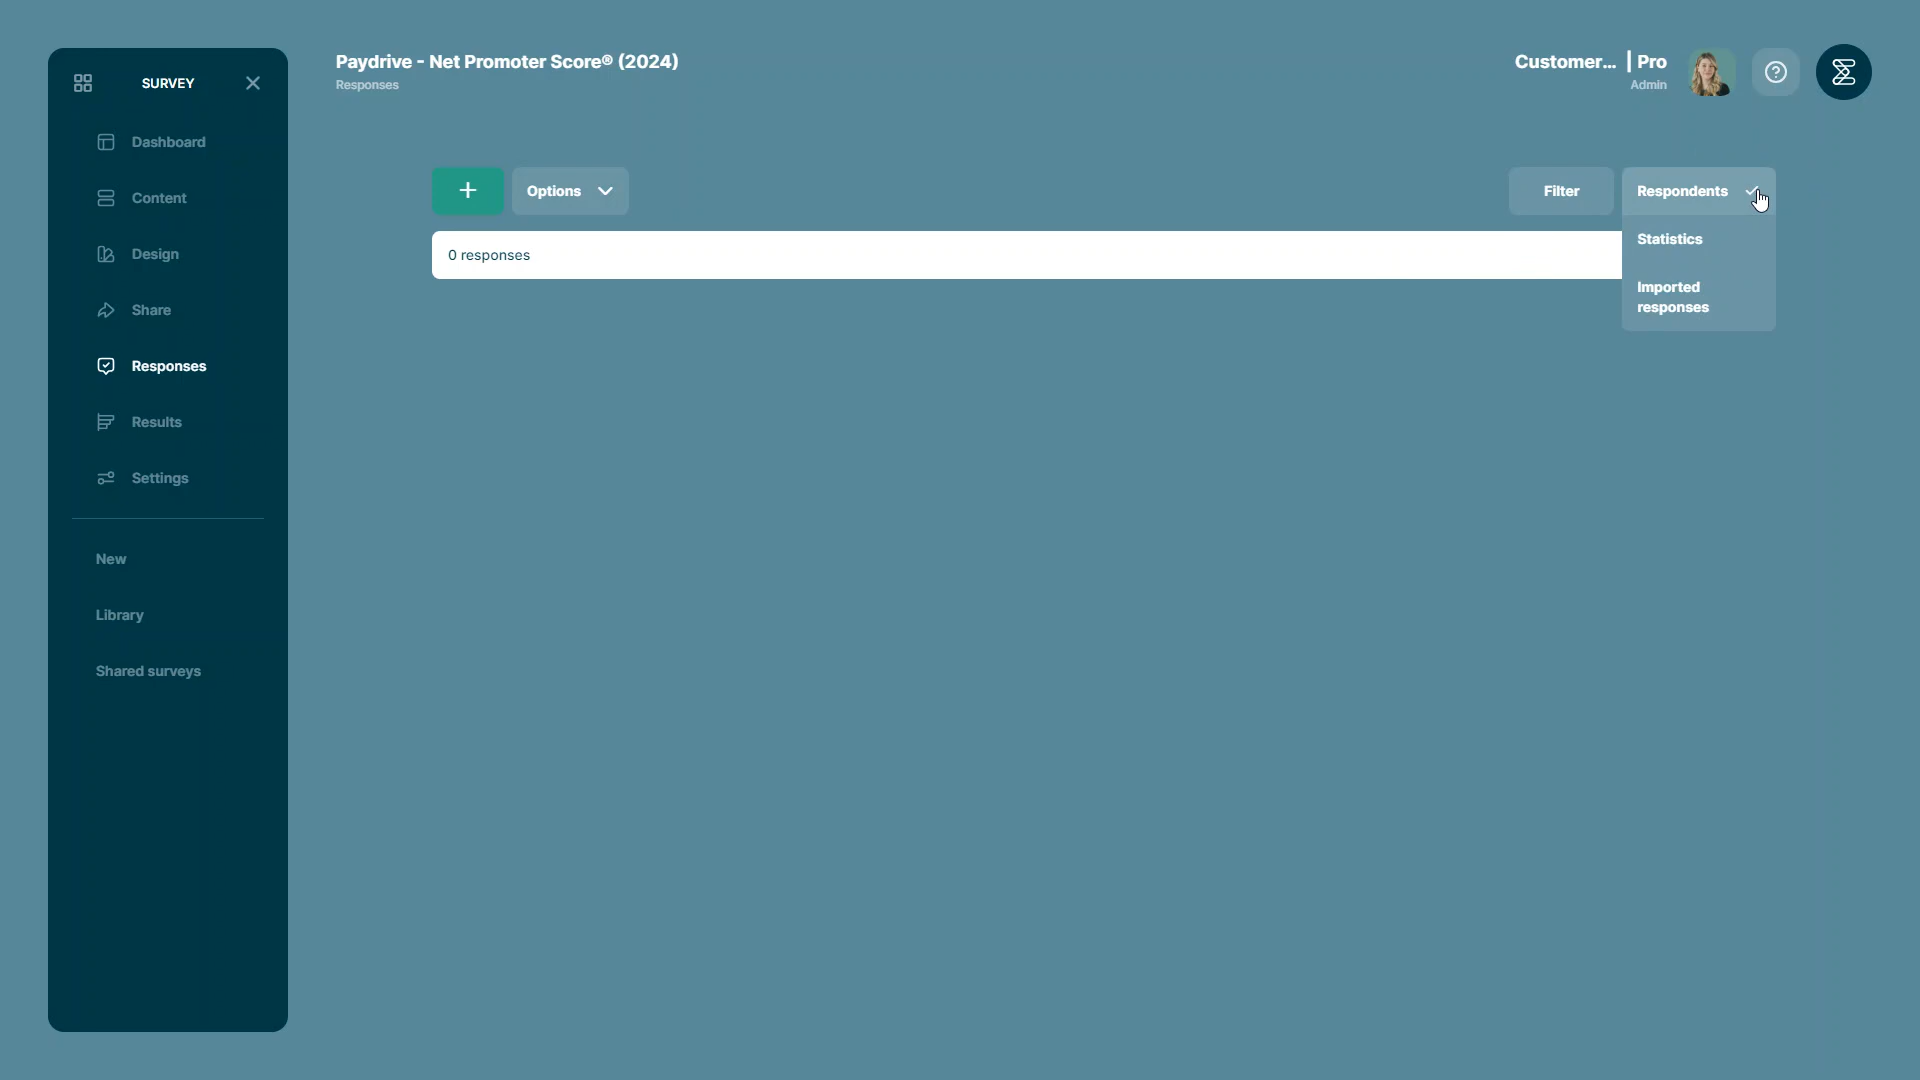 SURVEY
Dashboard
Content
Design
Share
Responses
Results
Settings
New
Library
Shared surveys
Paydrive - Net Promoter Score® (2024)
Responses
Customer... | Pro
Admin
Options
Filter
Respondents
0 responses
Statistics
Imported
responses